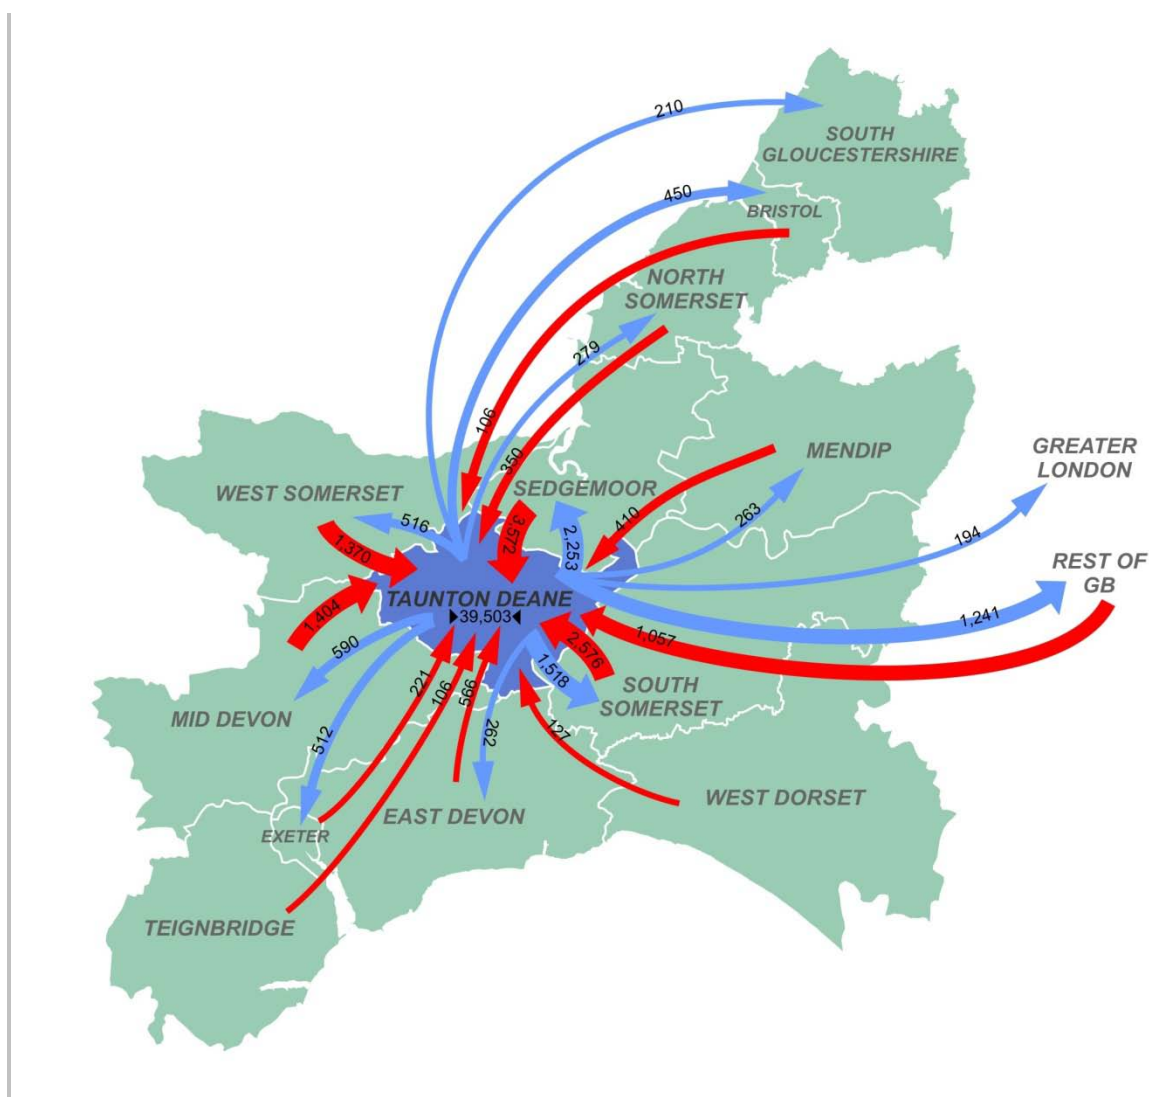 210
SOUTH
GLOUCESTERSHIRE
450
BRISTOL
NORTH
SOMERSET
279
106
350
MENDIP
GREATER
LONDON
WEST SOMERSET
SEDGEMOOR
516
3,572
410
263
2,253
194
1,370
REST OF
GB
TAUNTON DEANE
39,503
1,404
1,241
590
1,057
2,576
1,518
221
106
566
SOUTH
SOMERSET
MID DEVON
512
262
127
WEST DORSET
EAST DEVON
EXETER
TEIGNBRIDGE